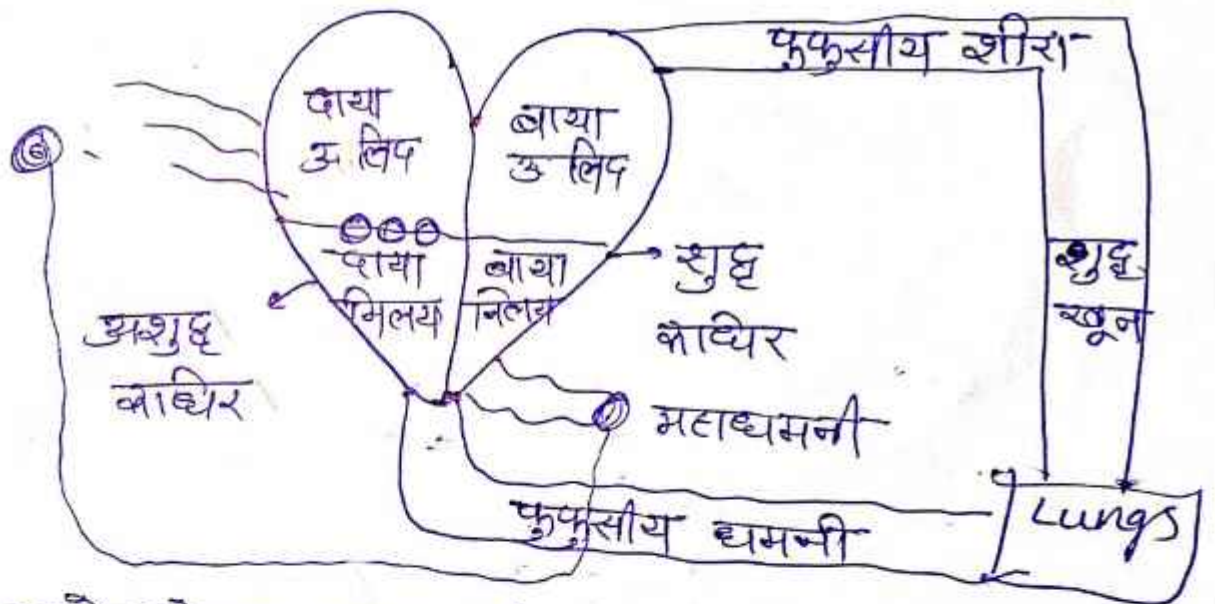 फुफुसीय शीरा
दाया
अलिद
बाया
अलिद
दाया
मिलय
बाया
निलय
शुद्ध
रूधिर
अशुद्ध
रूधिर
शुद्ध
खून
महाधमनी
फुफुसीय धमनी
Lungs